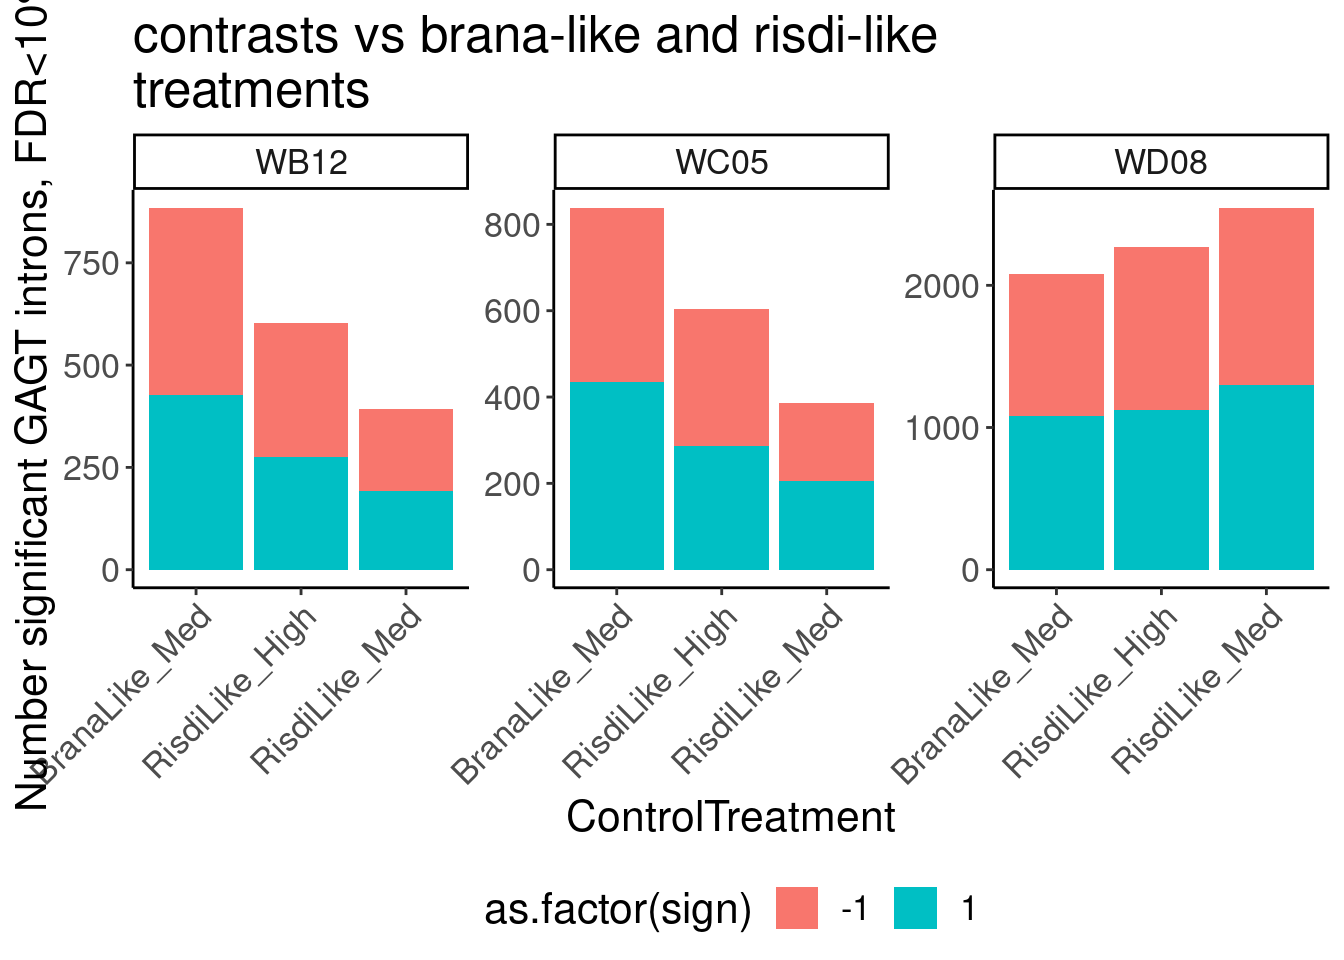 contrasts vs brana-like and risdi-like
treatments
Number significant GAGT introns, FDR<10
WB12
WC05
WD08
750
500
250
0
800
600
400
200
0
2000
1000
0
BranaLike_Med
RisdiLike_High
RisdiLike_Med
BranaLike_Med
RisdiLike_High
RisdiLike_Med
BranaLike_Med
RisdiLike_High
RisdiLike_Med
ControlTreatment
as.factor(sign) -1 1